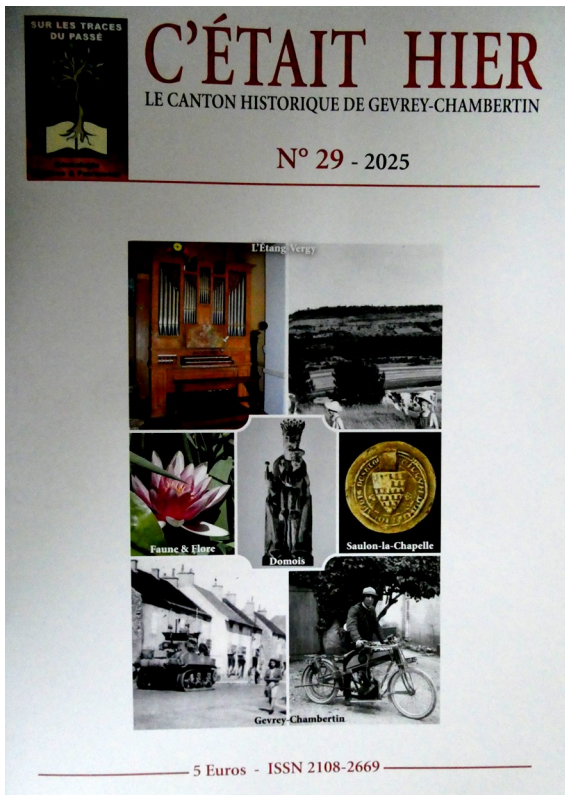 SUR LES TRACES
DU PASSÉ
C'ÉTAIT HIER
LE CANTON HISTORIQUE DE GEVREY-CHAMBERTIN
N° 29 - 2025
L'Étang-Vergy
Faune & Flore
Domois
Saulon-la-Chapelle
Gevrey-Chambertin
5 Euros - ISSN 2108-2669